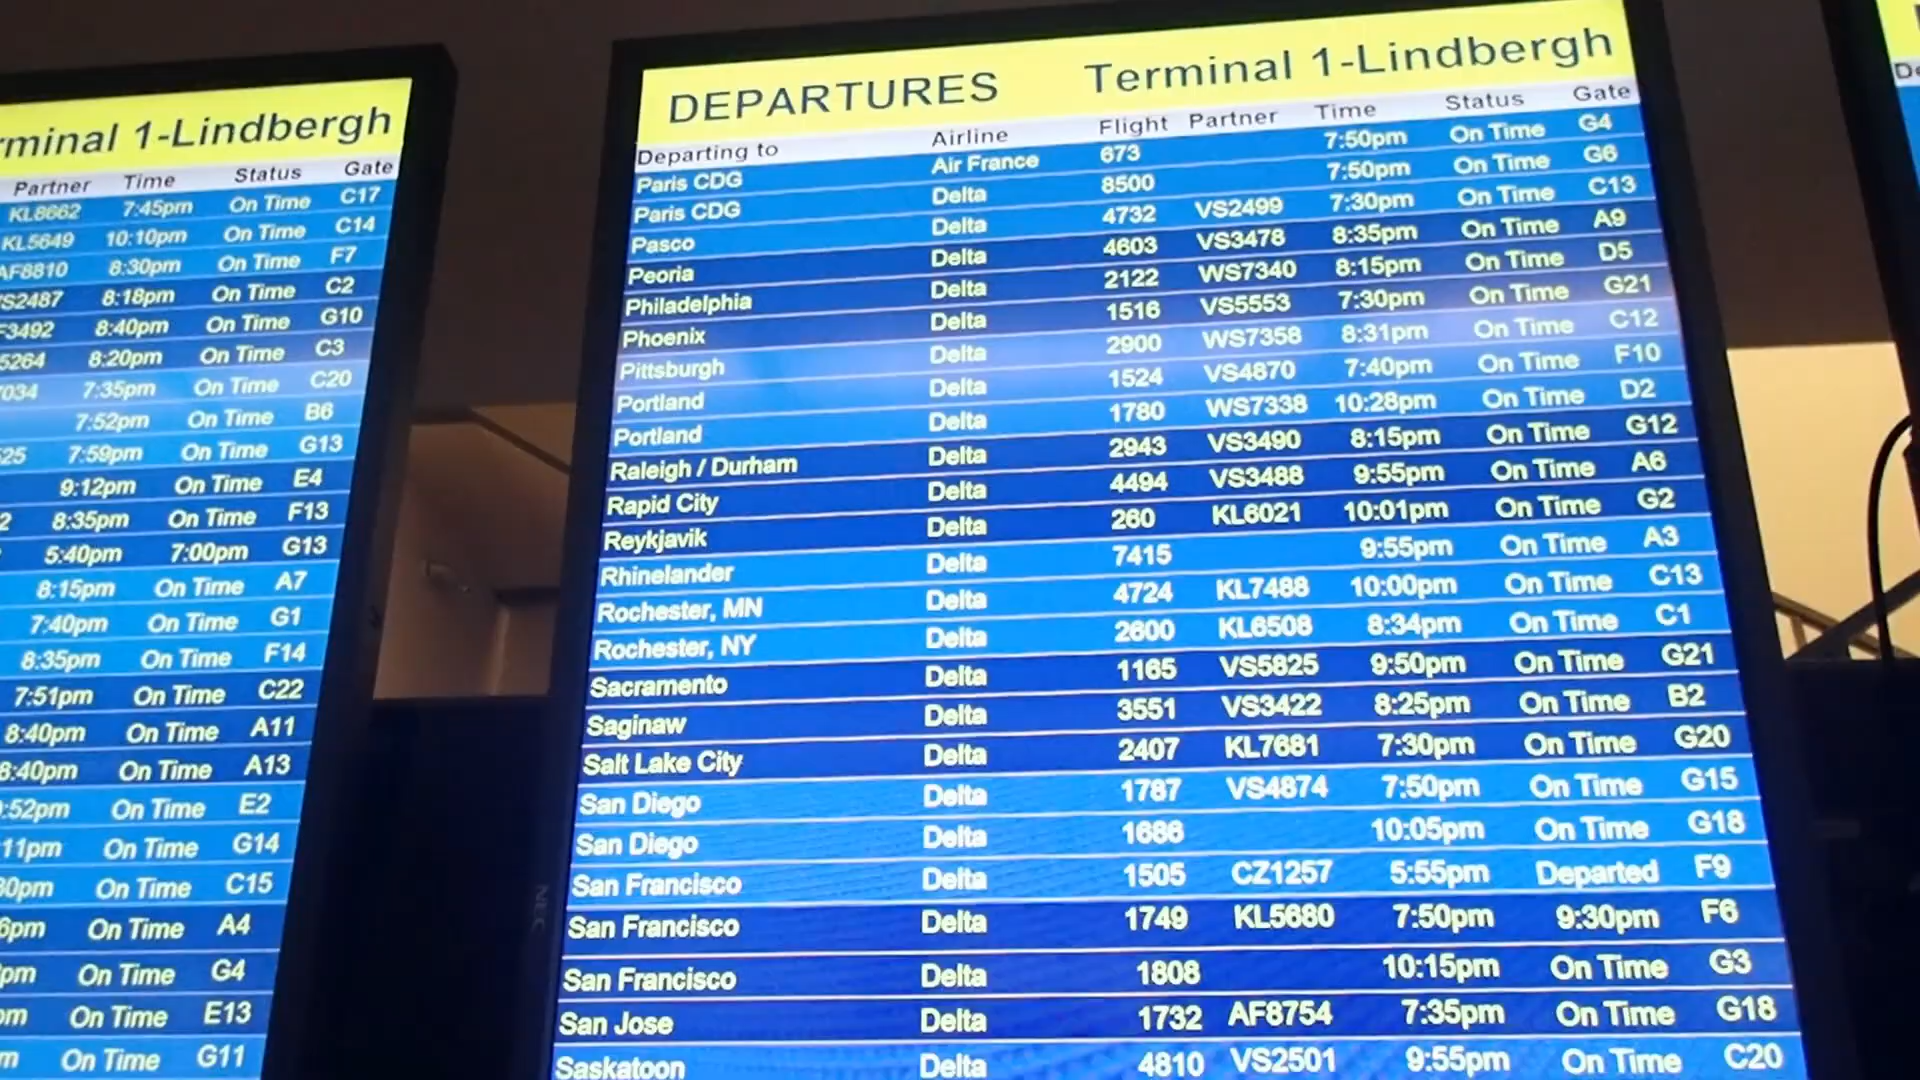 rminal 1-Lindbergh
Partner Time Status Gate
KL8662 7:45pm On Time C17
KL5649 10:10pm On Time C14
AF8810 8:30pm On Time F7
S2487 8:18pm On Time C2
F3492 8:40pm On Time G10
5264 8:20pm On Time C3
7034 7:35pm On Time C20
7:52pm On Time B6
25 7:59pm On Time G13
9:12pm On Time E4
2 8:35pm On Time F13
5:40pm 7:00pm G13
8:15pm On Time A7
7:40pm On Time G1
8:35pm On Time F14
7:51pm On Time C22
8:40pm On Time A11
8:40pm On Time A13
:52pm On Time E2
11pm On Time G14
30pm On Time C15
6pm On Time A4
pm On Time G4
om On Time E13
m On Time G11
DEPARTURES Terminal 1-Lindbergh
Departing to Airline Flight Partner Time Status Gate
Paris CDG Air France 673 7:50pm On Time G4
Paris CDG Delta 8500 7:50pm On Time G6
Pasco Delta 4732 VS2499 7:30pm On Time C13
Peoria Delta 4603 VS3478 8:35pm On Time A9
Philadelphia Delta 2122 WS7340 8:15pm On Time D5
Phoenix Delta 1516 VS5553 7:30pm On Time G21
Pittsburgh Delta 2900 WS7358 8:31pm On Time C12
Portland Delta 1524 VS4870 7:40pm On Time F10
Portland Delta 1780 WS7338 10:28pm On Time D2
Raleigh / Durham Delta 2943 VS3490 8:15pm On Time G12
Rapid City Delta 4494 VS3488 9:55pm On Time A6
Reykjavik Delta 260 KL6021 10:01pm On Time G2
Rhinelander Delta 7415 9:55pm On Time A3
Rochester, MN Delta 4724 KL7488 10:00pm On Time C13
Rochester, NY Delta 2600 KL6508 8:34pm On Time C1
Sacramento Delta 1165 VS5825 9:50pm On Time G21
Saginaw Delta 3551 VS3422 8:25pm On Time B2
Salt Lake City Delta 2407 KL7681 7:30pm On Time G20
San Diego Delta 1787 VS4874 7:50pm On Time G15
San Diego Delta 1686 10:05pm On Time G18
San Francisco Delta 1505 CZ1257 5:55pm Departed F9
San Francisco Delta 1749 KL5680 7:50pm 9:30pm F6
San Francisco Delta 1808 10:15pm On Time G3
San Jose Delta 1732 AF8754 7:35pm On Time G18
Saskatoon Delta 4810 VS2501 9:55pm On Time C20
NEC
De